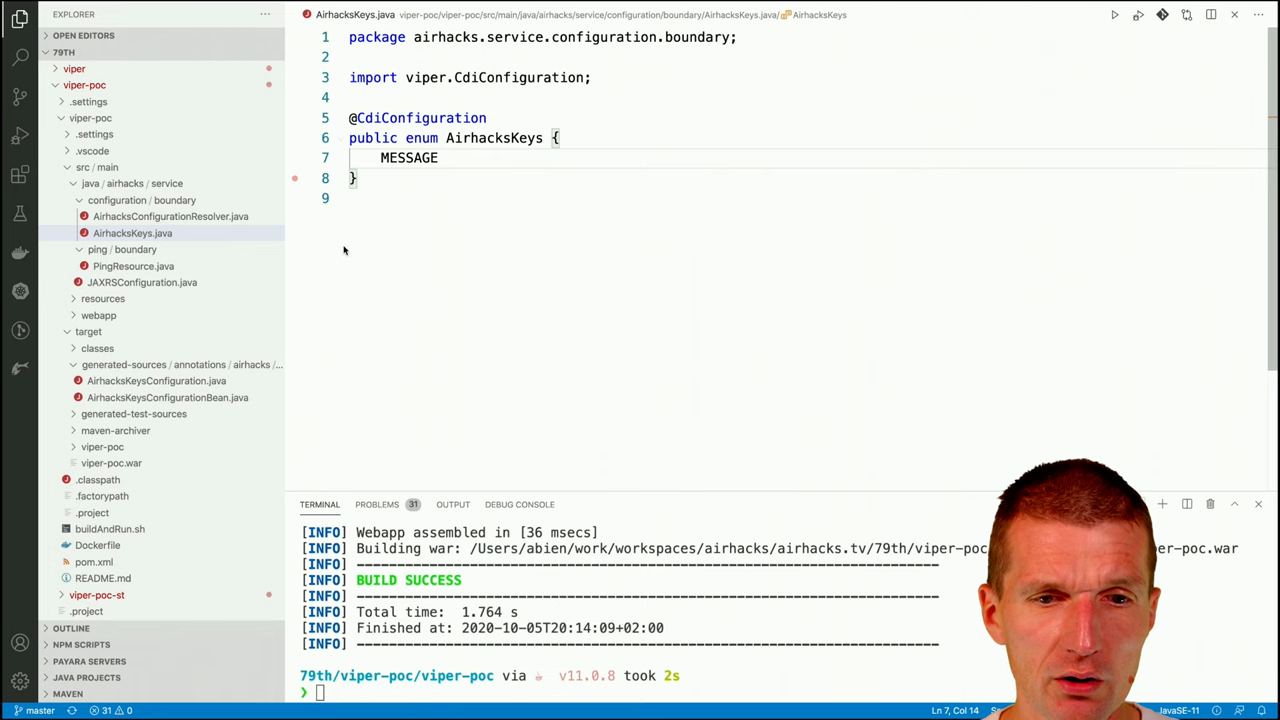 EXPLORER
OPEN EDITORS
79TH
viper
viper-poc
.settings
viper-poc
.settings
.vscode
src / main
java / airhacks / service
configuration / boundary
AirhacksConfigurationResolver.java
AirhacksKeys.java
ping / boundary
PingResource.java
JAXRSConfiguration.java
resources
webapp
target
classes
generated-sources / annotations / airhacks /...
AirhacksKeysConfiguration.java
AirhacksKeysConfigurationBean.java
generated-test-sources
maven-archiver
viper-poc
viper-poc.war
.classpath
.factorypath
.project
buildAndRun.sh
Dockerfile
pom.xml
README.md
viper-poc-st
.project
OUTLINE
NPM SCRIPTS
PAYARA SERVERS
JAVA PROJECTS
MAVEN
AirhacksKeys.java viper-poc/viper-poc/src/main/java/airhacks/service/configuration/boundary/AirhacksKeys.java/ AirhacksKeys
1 package airhacks.service.configuration.boundary;
2
3 import viper.CdiConfiguration;
4
5 @CdiConfiguration
6 public enum AirhacksKeys {
7 MESSAGE
8 }
9
TERMINAL PROBLEMS 31 OUTPUT DEBUG CONSOLE
[INFO] Webapp assembled in [36 msecs]
[INFO] Building war: /Users/abien/work/workspaces/airhacks/airhacks.tv/79th/viper-poc erp-poc.war
[INFO] ------------------------------------------------------------------------
[INFO] BUILD SUCCESS
[INFO] ------------------------------------------------------------------------
[INFO] Total time: 1.764 s
[INFO] Finished at: 2020-10-05T20:14:09+02:00
[INFO] ------------------------------------------------------------------------
79th/viper-poc/viper-poc via v11.0.8 took 2s
❯
master 31 0 Ln 7, Col 14 JavaSE-11